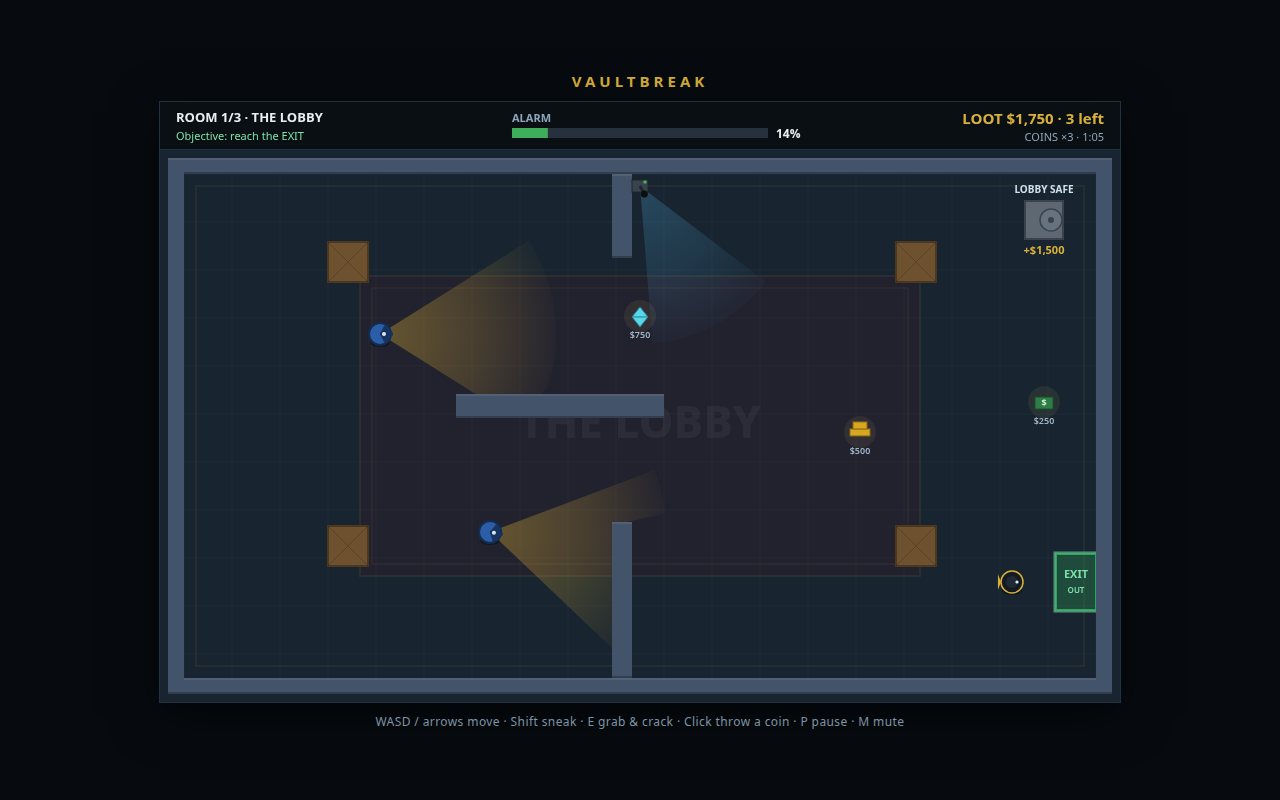 VAULTBREAK
ROOM 1/3 · THE LOBBY
Objective: reach the EXIT
ALARM
14%
LOOT $1,750 · 3 left
COINS ×3 · 1:05
LOBBY SAFE
+$1,500
$750
THE LOBBY
$500
$
$250
EXIT
OUT
WASD / arrows move · Shift sneak · E grab & crack · Click throw a coin · P pause · M mute